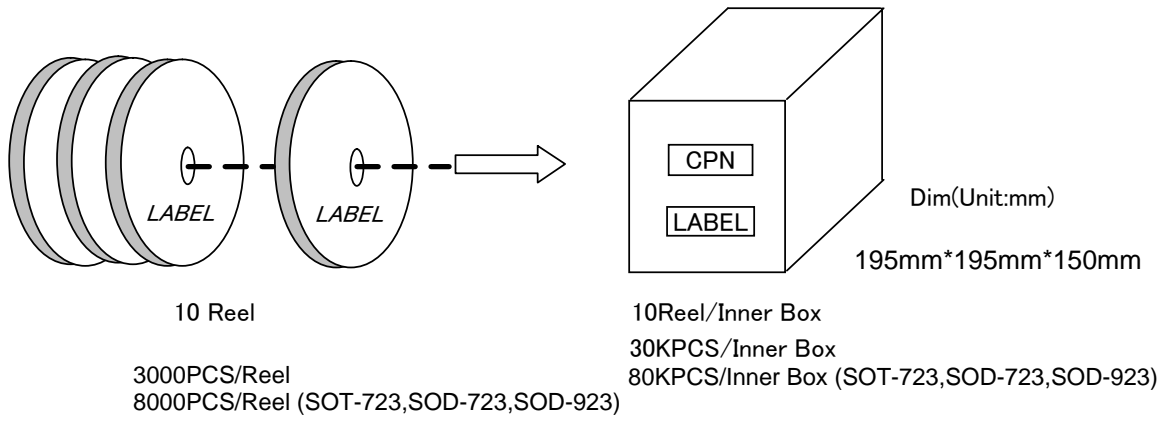 LABEL
LABEL
CPN
LABEL
Dim(Unit:mm)
195mm*195mm*150mm
10 Reel
10Reel/Inner Box
3000PCS/Reel
8000PCS/Reel (SOT-723,SOD-723,SOD-923)
30KPCS/Inner Box
80KPCS/Inner Box (SOT-723,SOD-723,SOD-923)